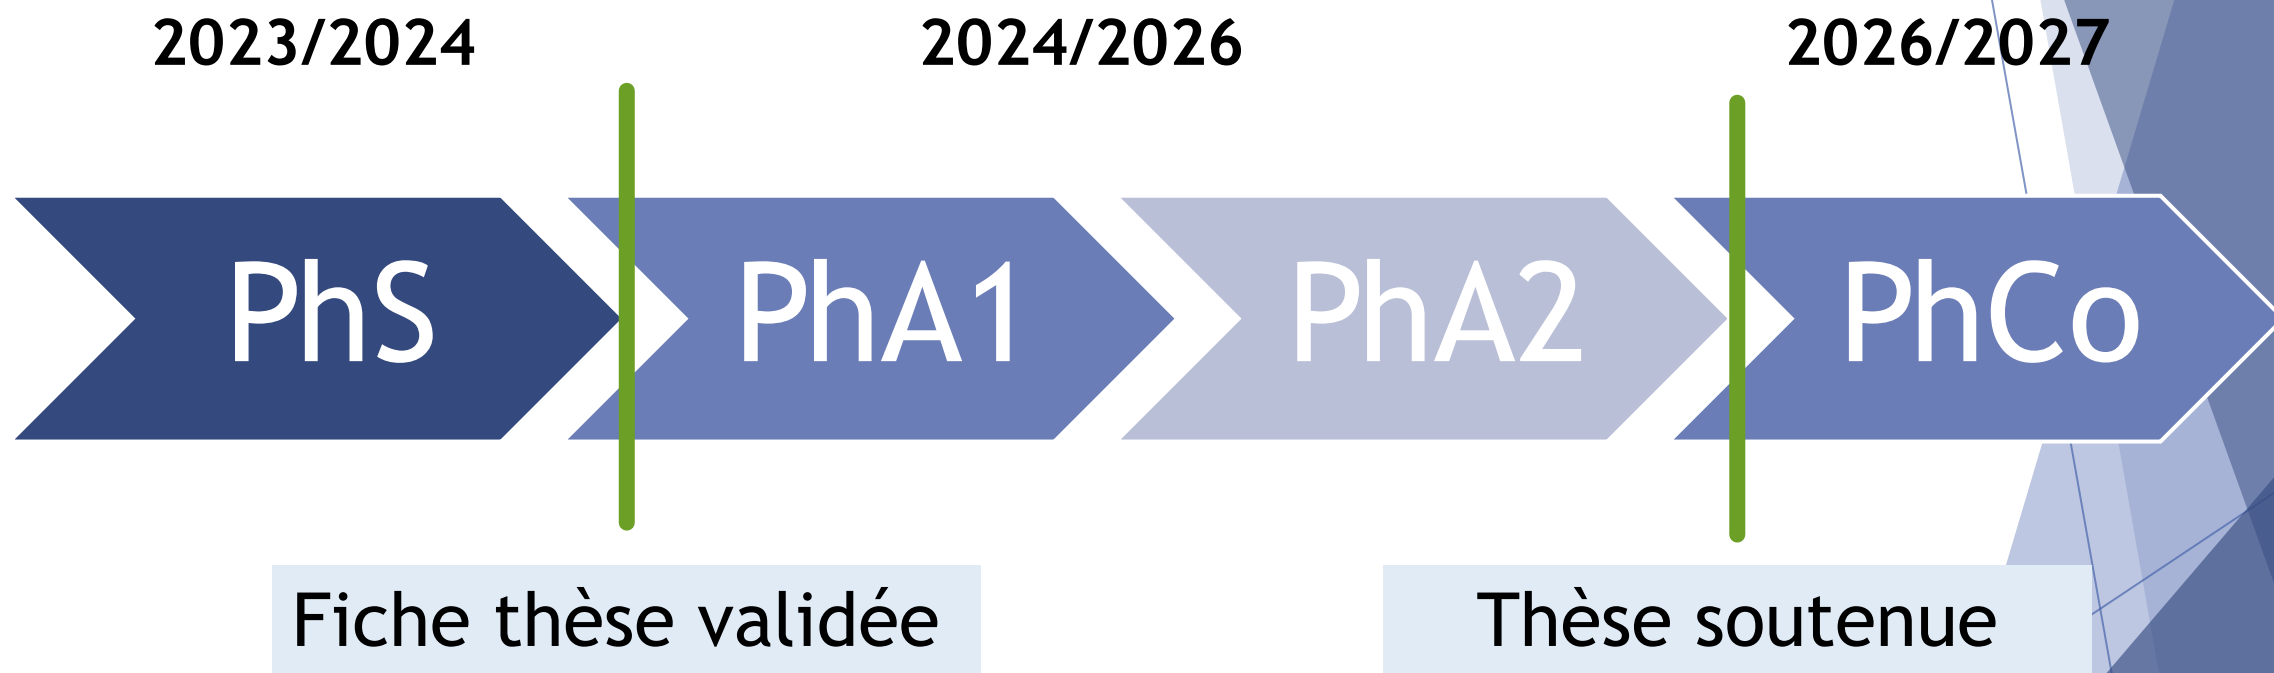 2023/2024
2024/2026
2026/2027
PhS
PhA1
PhA2
PhCo
Fiche thèse validée
Thèse soutenue